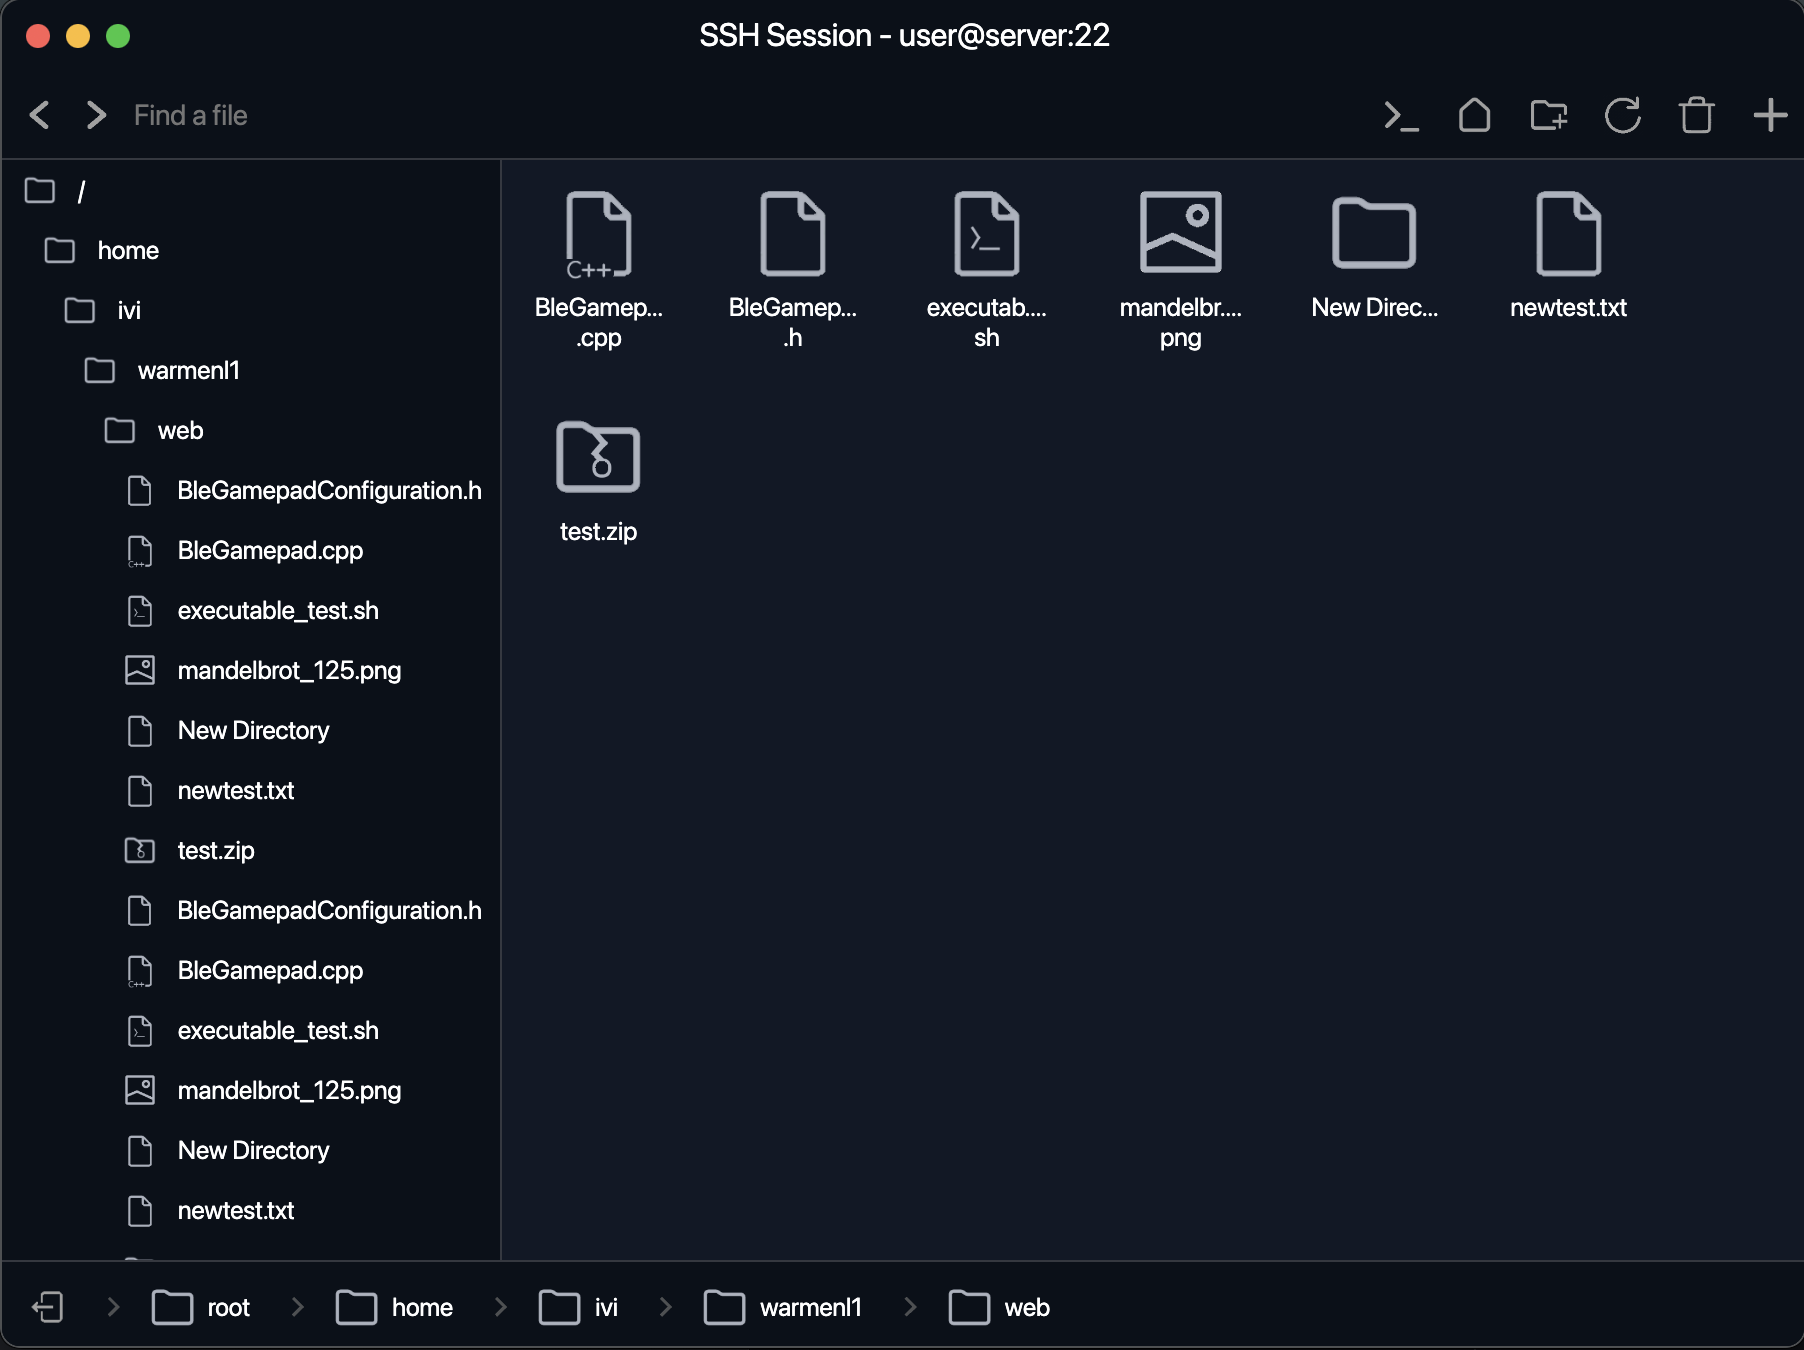 SSH Session - user@server:22
Find a file
/
home
ivi
warmenl1
web
BleGamepadConfiguration.h
BleGamepad.cpp
executable_test.sh
mandelbrot_125.png
New Directory
newtest.txt
test.zip
BleGamepadConfiguration.h
BleGamepad.cpp
executable_test.sh
mandelbrot_125.png
New Directory
newtest.txt
C++
BleGamep...
.cpp
BleGamep...
.h
executab....
sh
mandelbr....
png
New Direc...
newtest.txt
test.zip
root
home
ivi
warmenl1
web